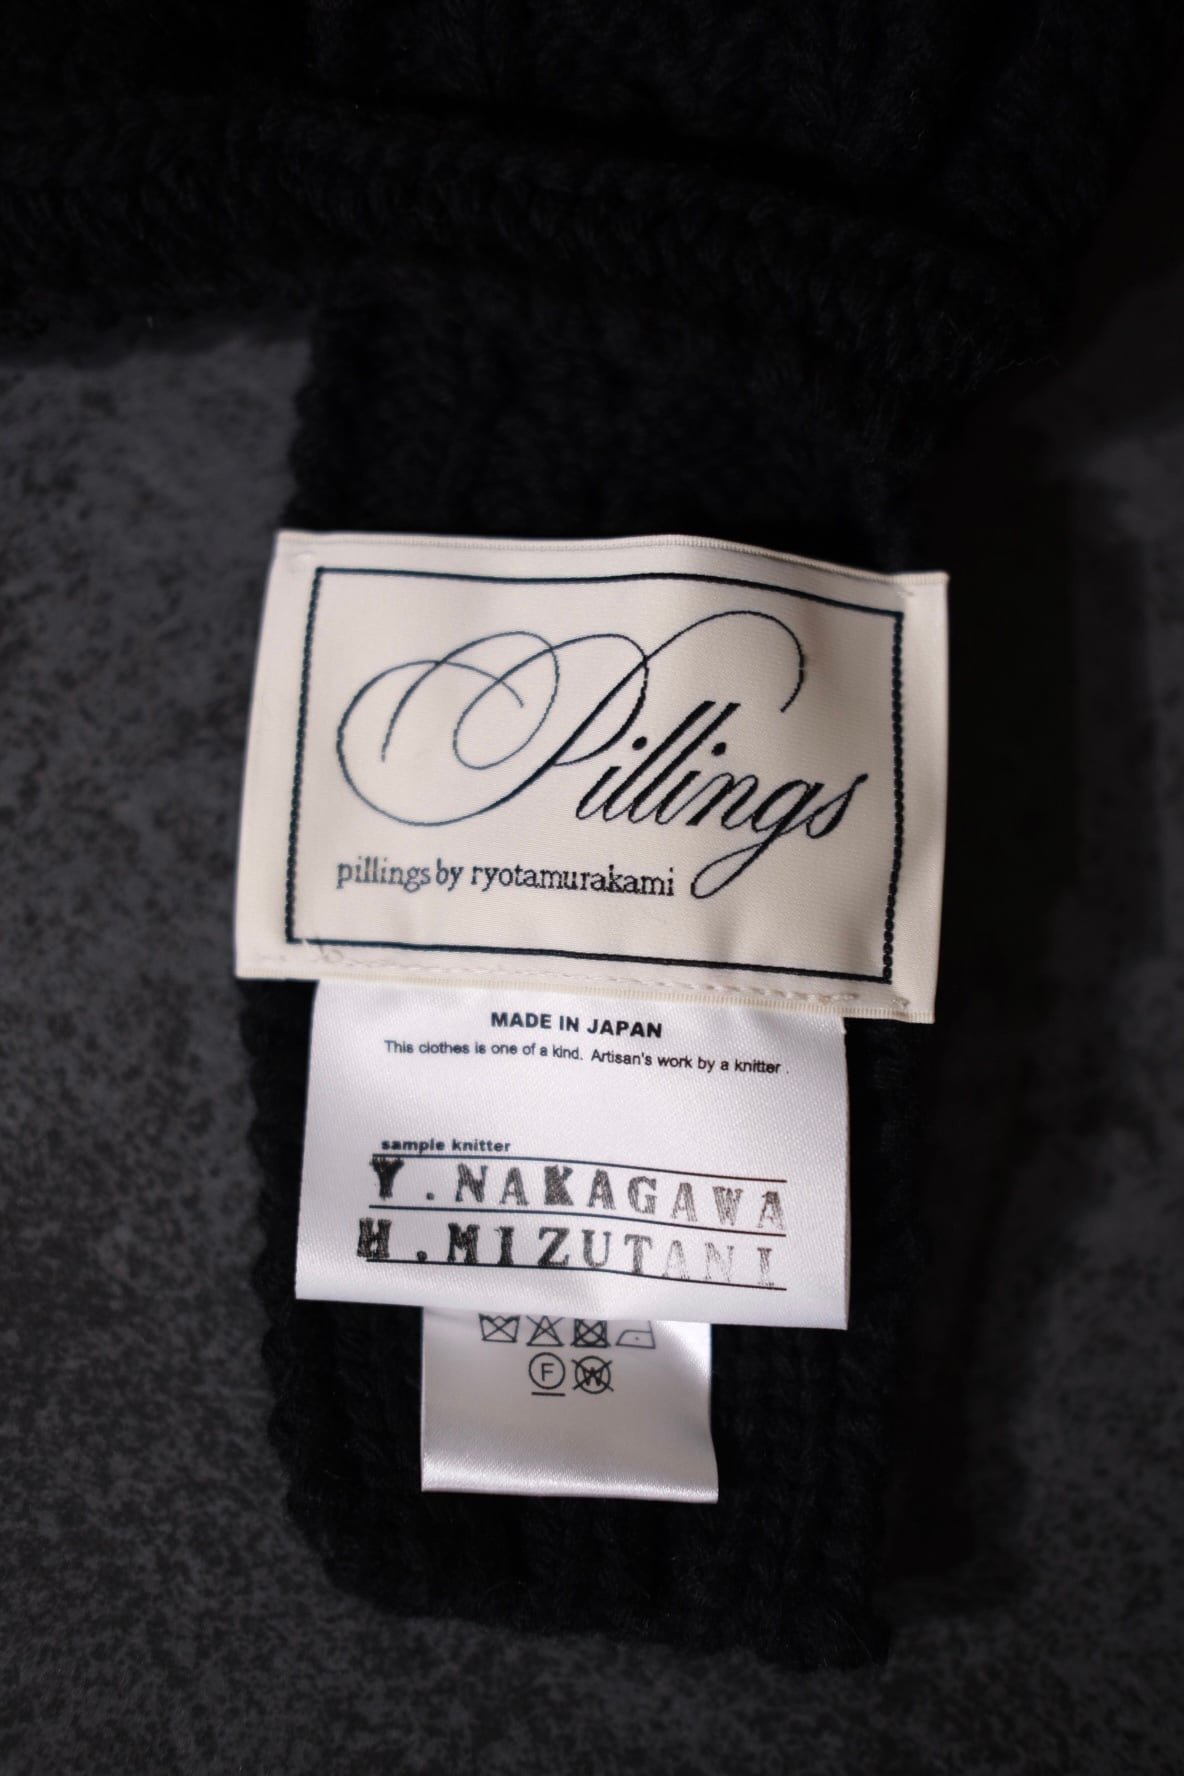 Pillings
pillings by ryotamurakami
MADE IN JAPAN
This clothes is one of a kind. Artisan's work by a knitter .
sample knitter
Y.NAKAGAWA
H.MIZUTANI
F W